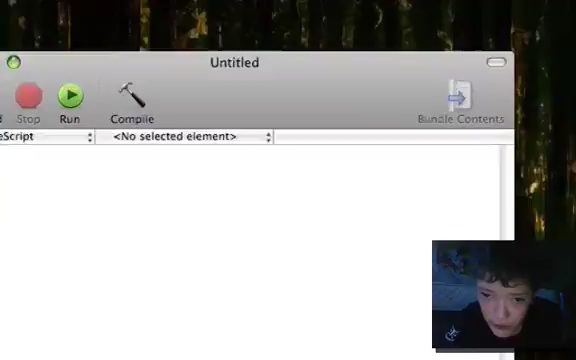 Untitled
Stop Run Compile Bundle Contents
eScript <No selected element>